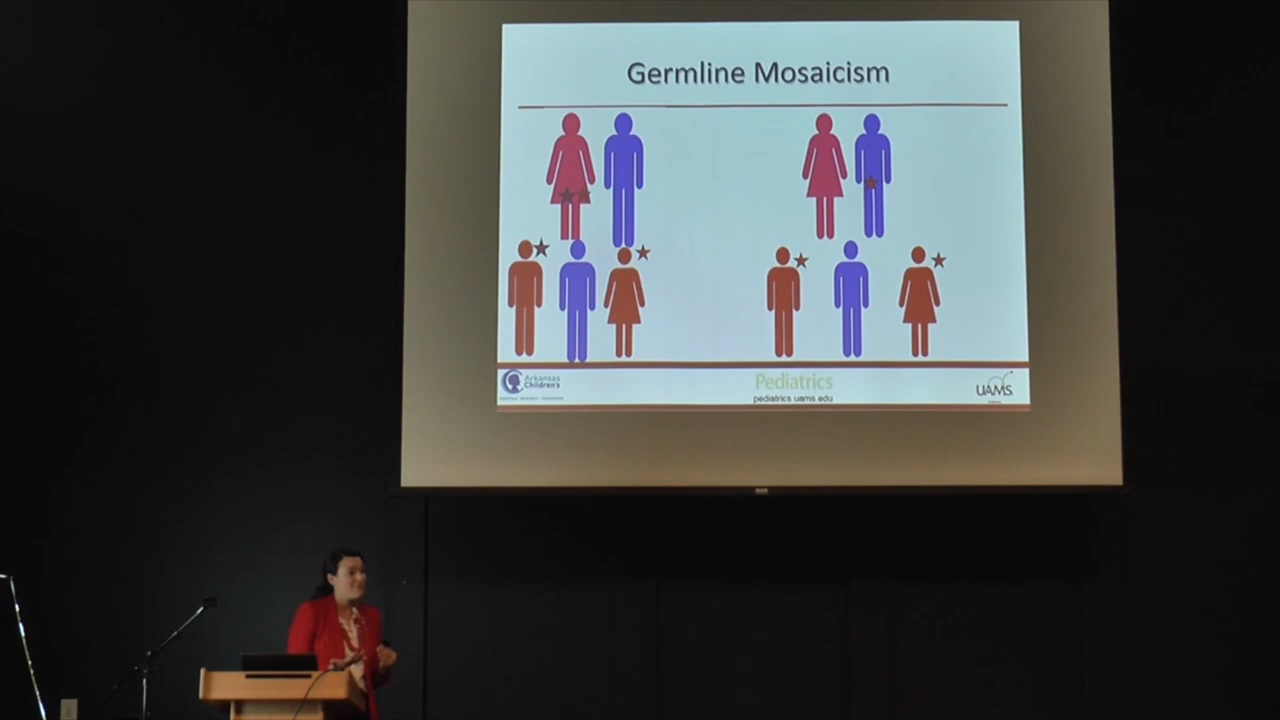 Germline Mosaicism
Arkansas
Children's
Pediatrics
pediatrics.uams.edu
UAMS